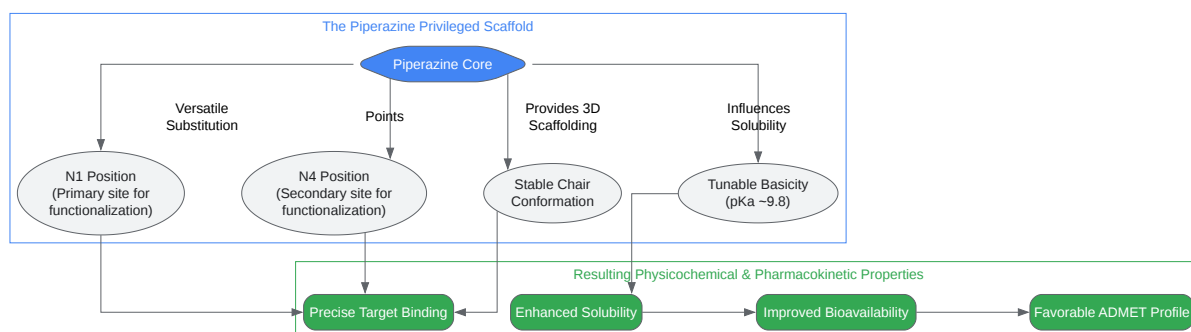 The Piperazine Privileged Scaffold
Piperazine Core
Versatile
Substitution
Points
Provides 3D
Scaffolding
Influences
Solubility
N1 Position
(Primary site for
functionalization)
N4 Position
(Secondary site for
functionalization)
Stable Chair
Conformation
Tunable Basicity
(pKa ~9.8)
Resulting Physicochemical & Pharmacokinetic Properties
Precise Target Binding
Enhanced Solubility
Improved Bioavailability
Favorable ADMET Profile